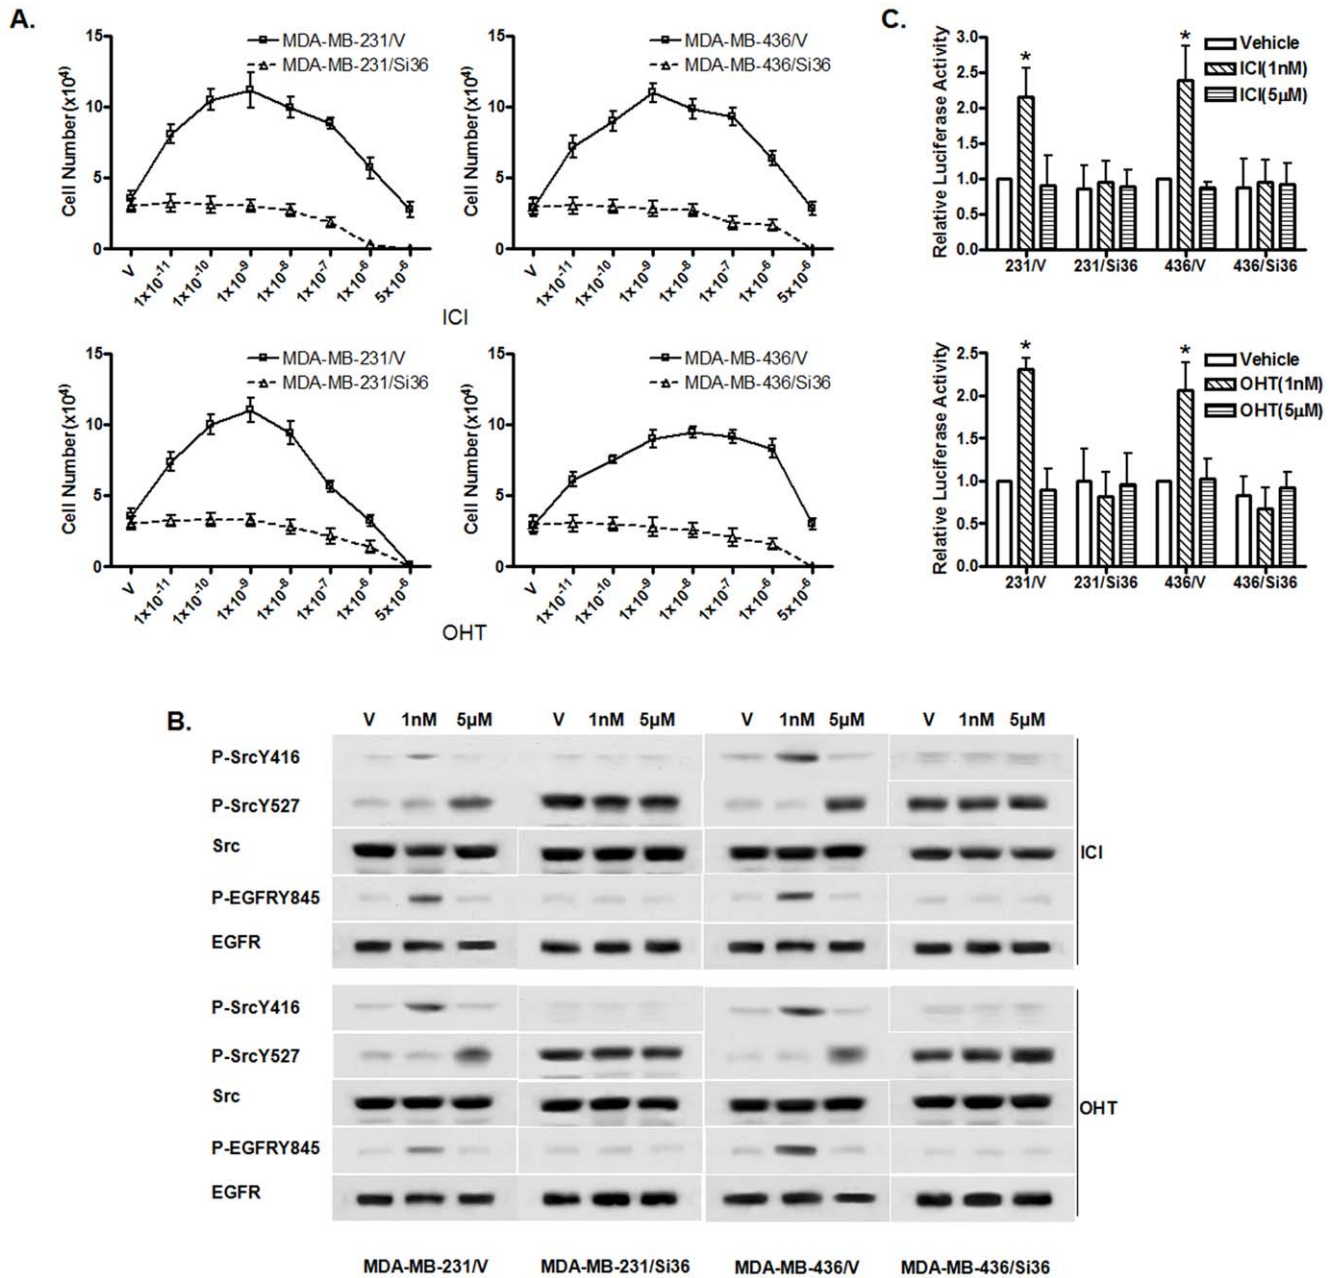 A.
15
10
5
0
Cell Number(x10⁴)
MDA-MB-231/V
MDA-MB-231/Si36
V
1x10⁻¹¹
1x10⁻¹⁰
1x10⁻⁹
1x10⁻⁸
1x10⁻⁷
1x10⁻⁶
5x10⁻⁶
15
10
5
0
Cell Number(x10⁴)
MDA-MB-436/V
MDA-MB-436/Si36
V
1x10⁻¹¹
1x10⁻¹⁰
1x10⁻⁹
1x10⁻⁸
1x10⁻⁷
1x10⁻⁶
5x10⁻⁶
ICI
15
10
5
0
Cell Number(x10⁴)
MDA-MB-231/V
MDA-MB-231/Si36
V
1x10⁻¹¹
1x10⁻¹⁰
1x10⁻⁹
1x10⁻⁸
1x10⁻⁷
1x10⁻⁶
5x10⁻⁶
15
10
5
0
Cell Number(x10⁴)
MDA-MB-436/V
MDA-MB-436/Si36
V
1x10⁻¹¹
1x10⁻¹⁰
1x10⁻⁹
1x10⁻⁸
1x10⁻⁷
1x10⁻⁶
5x10⁻⁶
OHT
C.
3.0
2.5
2.0
1.5
1.0
0.5
0.0
Relative Luciferase Activity
* *
Vehicle
ICI(1nM)
ICI(5µM)
231/V 231/Si36 436/V 436/Si36
2.5
2.0
1.5
1.0
0.5
0.0
Relative Luciferase Activity
* *
Vehicle
OHT(1nM)
OHT(5µM)
231/V 231/Si36 436/V 436/Si36
B.
V 1nM 5µM V 1nM 5µM V 1nM 5µM V 1nM 5µM
P-SrcY416
P-SrcY527
Src
P-EGFRY845
EGFR
ICI
P-SrcY416
P-SrcY527
Src
P-EGFRY845
EGFR
OHT
MDA-MB-231/V MDA-MB-231/Si36 MDA-MB-436/V MDA-MB-436/Si36